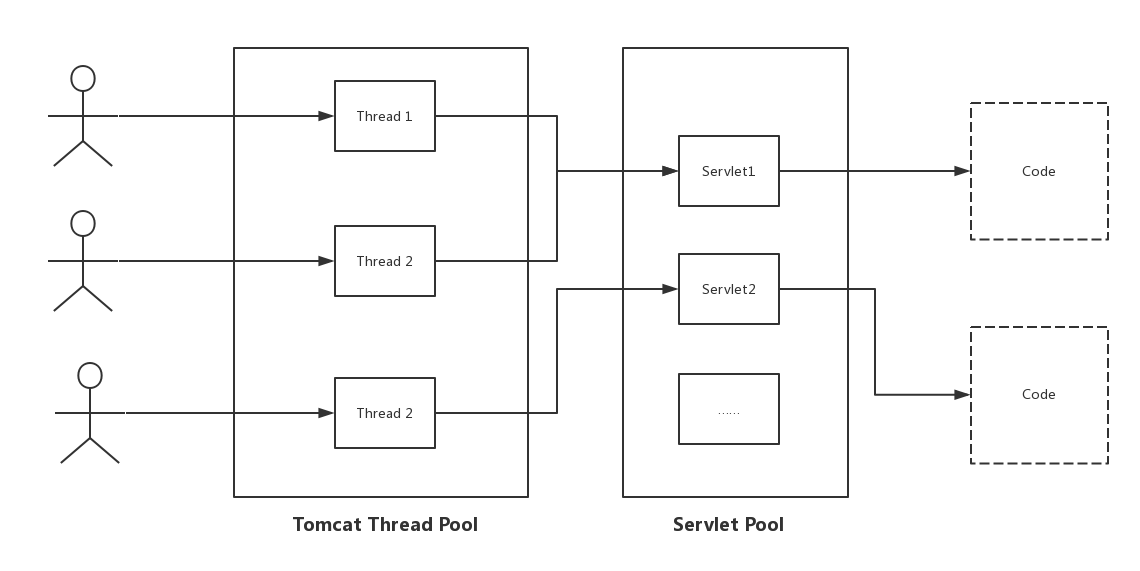 Thread 1
Thread 2
Thread 2
Tomcat Thread Pool
Servlet1
Servlet2
......
Servlet Pool
Code
Code